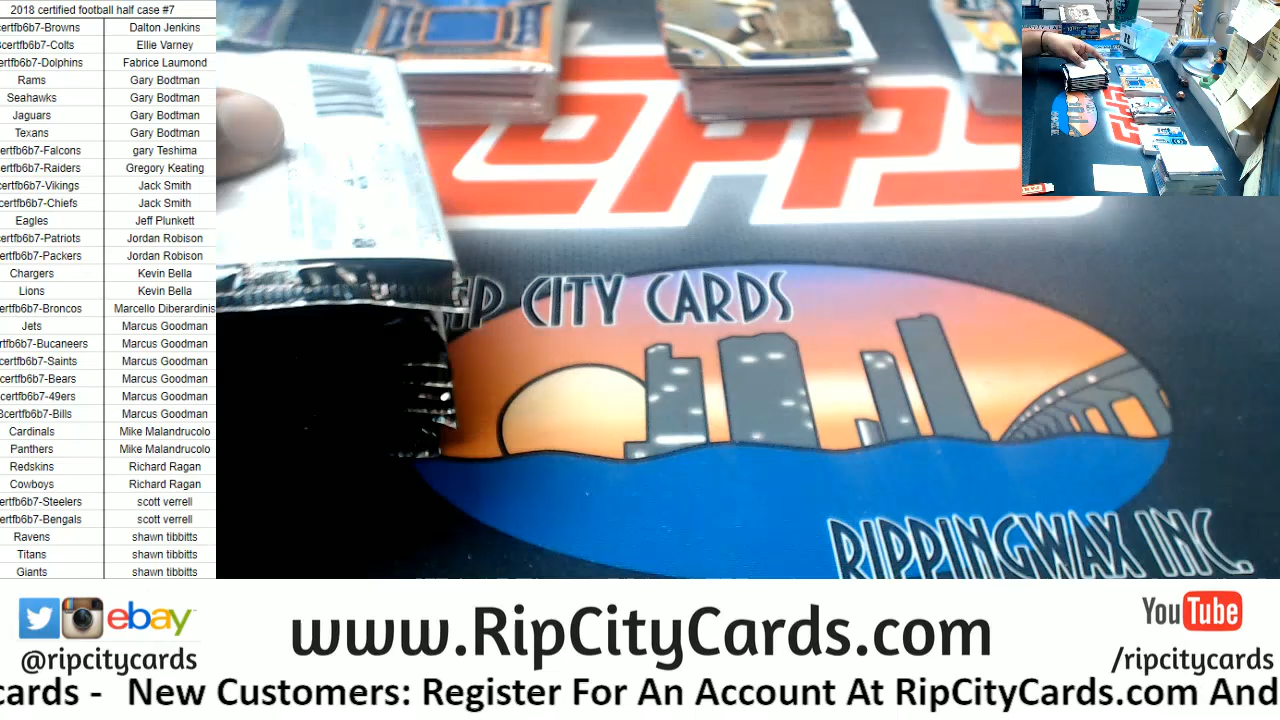 2018 certified football half case #7
certfb6b7-Browns Dalton Jenkins
certfb6b7-Colts Ellie Varney
certfb6b7-Dolphins Fabrice Laumond
Rams Gary Bodtman
Seahawks Gary Bodtman
Jaguars Gary Bodtman
Texans Gary Bodtman
certfb6b7-Falcons gary Teshima
certfb6b7-Raiders Gregory Keating
certfb6b7-Vikings Jack Smith
certfb6b7-Chiefs Jack Smith
Eagles Jeff Plunkett
ertfb6b7-Patriots Jordan Robison
ertfb6b7-Packers Jordan Robison
Chargers Kevin Bella
Lions Kevin Bella
ertfb6b7-Broncos Marcello Diberardinis
Jets Marcus Goodman
certfb6b7-Bucaneers Marcus Goodman
certfb6b7-Saints Marcus Goodman
certfb6b7-Bears Marcus Goodman
certfb6b7-49ers Marcus Goodman
8certfb6b7-Bills Marcus Goodman
Cardinals Mike Malandrucolo
Panthers Mike Malandrucolo
Redskins Richard Ragan
Cowboys Richard Ragan
ertfb6b7-Steelers scott verrell
ertfb6b7-Bengals scott verrell
Ravens shawn tibbitts
Titans shawn tibbitts
Giants shawn tibbitts
RIP CITY CARDS
RIPPINGWAX INC.
ebay
@ripcitycards
www.RipCityCards.com
YouTube
/ripcitycards
cards - New Customers: Register For An Account At RipCityCards.com And